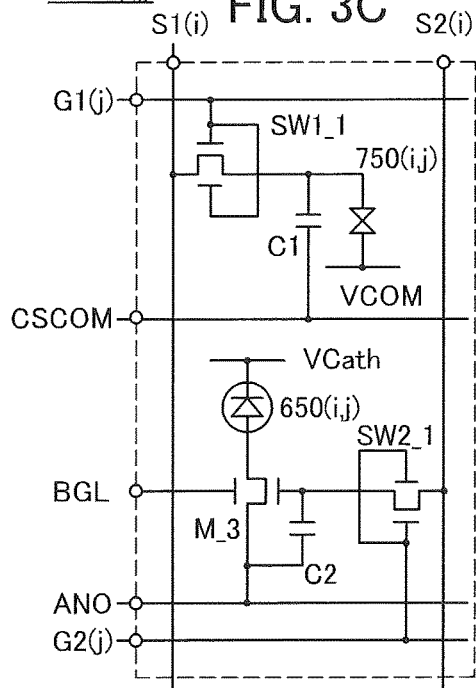 FIG. 3C
S1(i)
S2(i)
G1(j)
SW1_1
750(i,j)
C1
VCOM
CSCOM
VCath
650(i,j)
SW2_1
BGL
M_3
C2
ANO
G2(j)